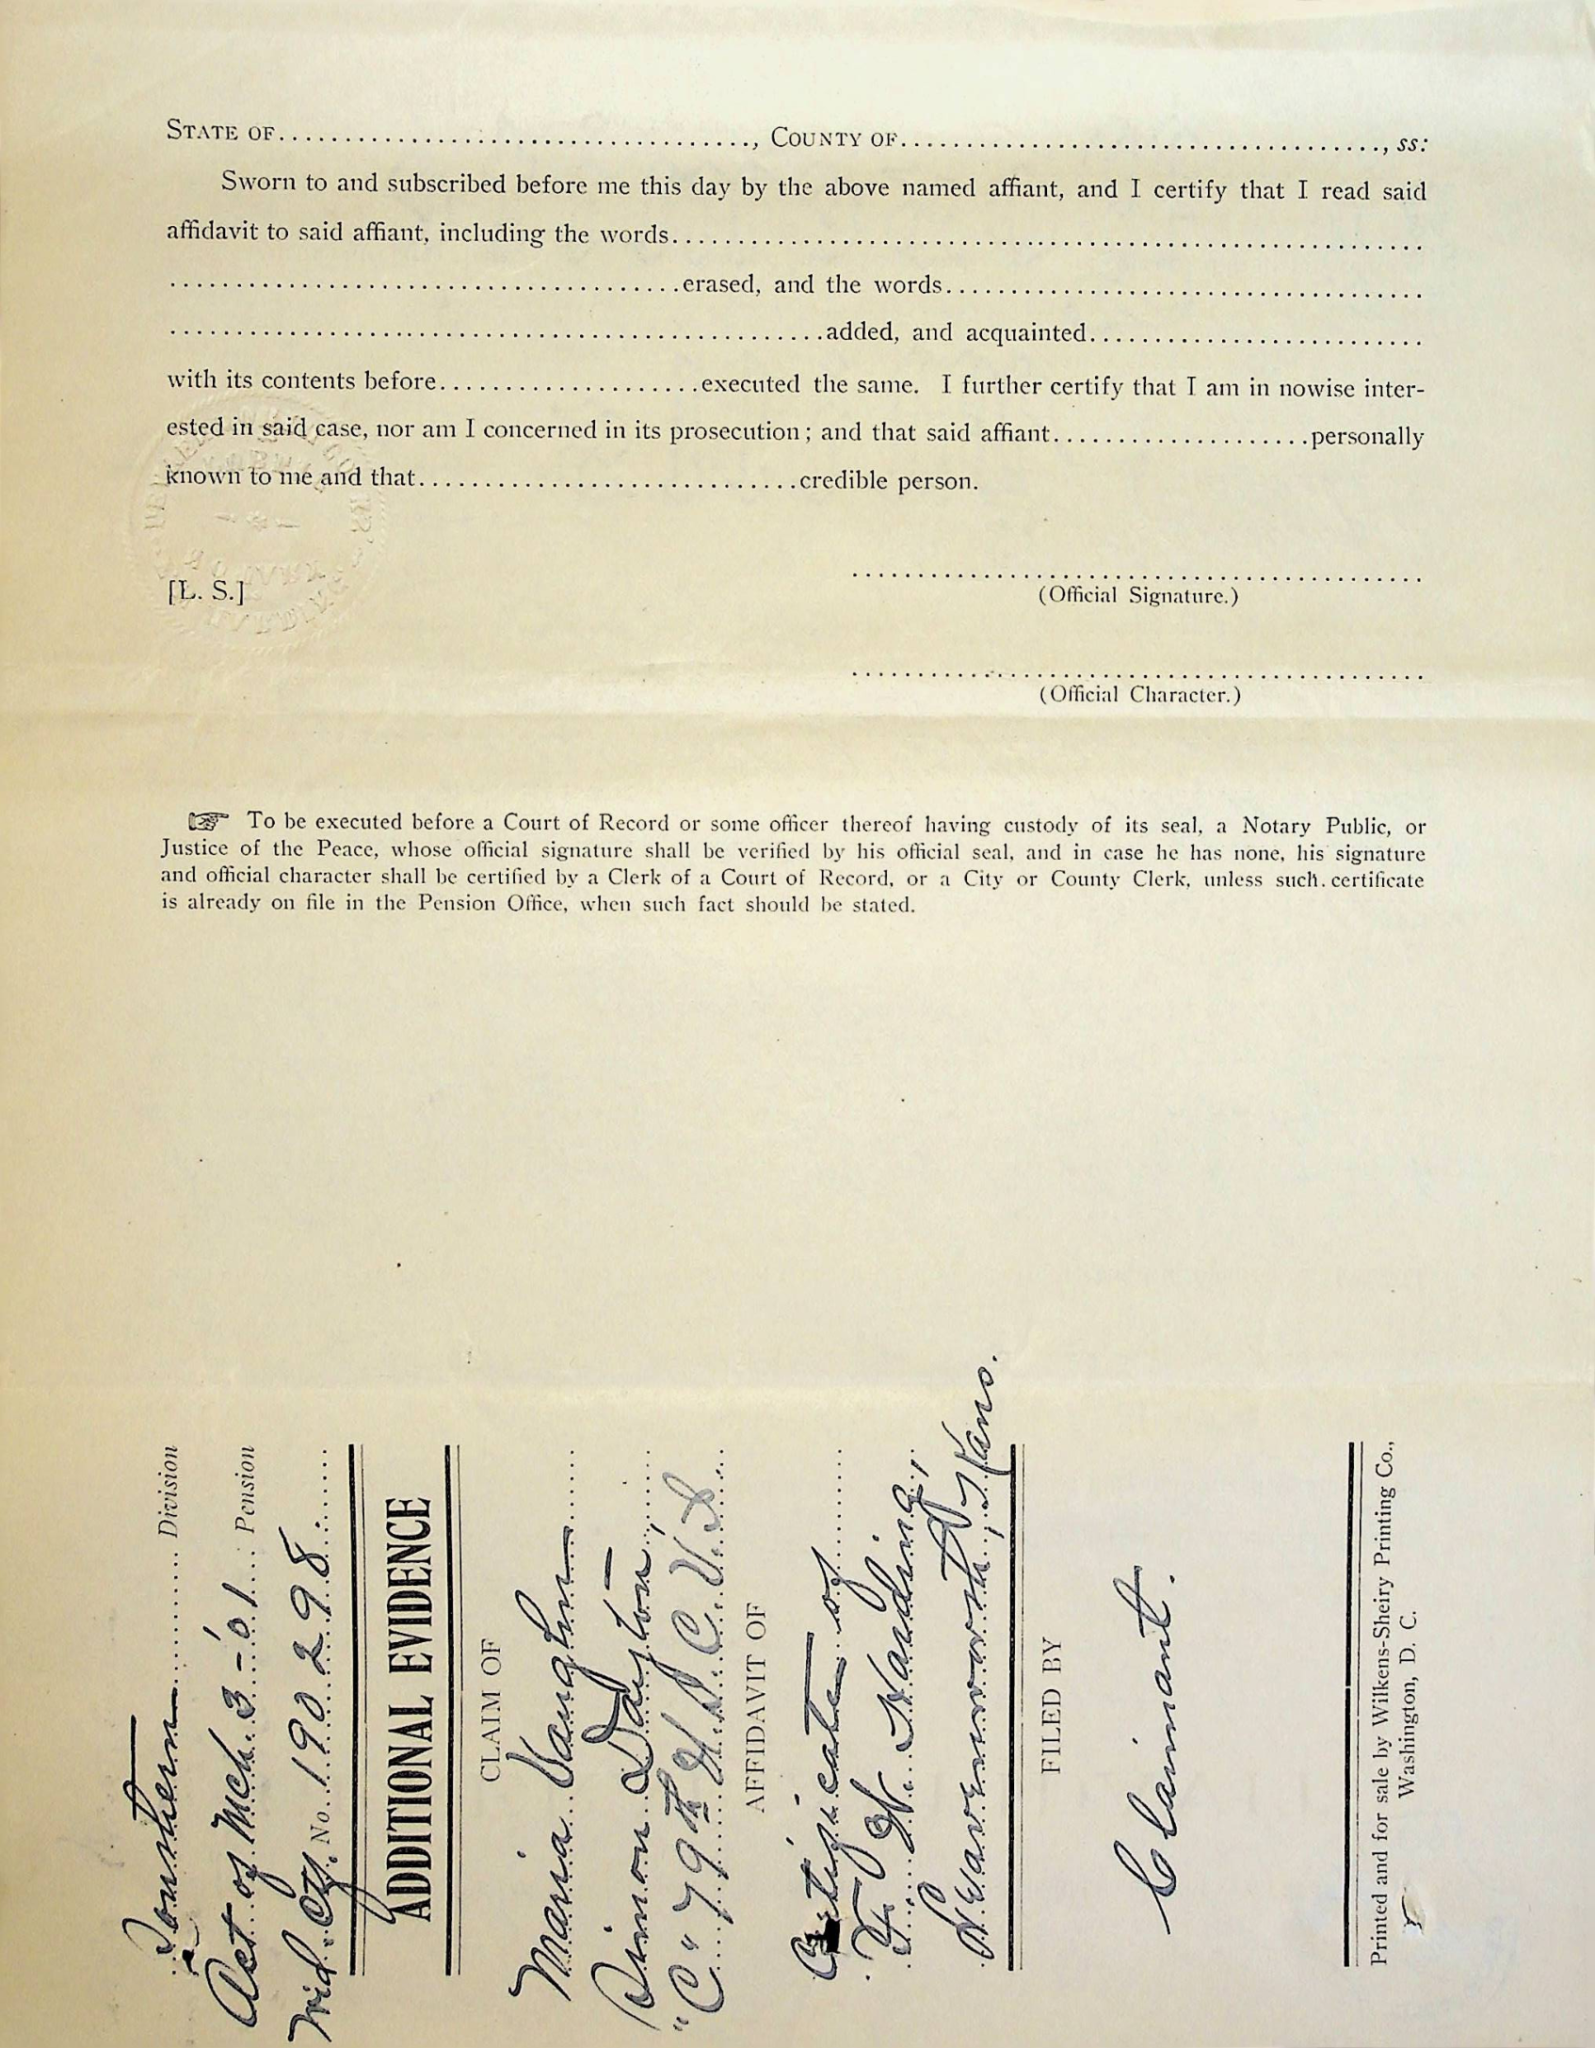 STATE OF ...................................., COUNTY OF ...................................., ss:
Sworn to and subscribed before me this day by the above named affiant, and I certify that I read said
affidavit to said affiant, including the words
erased, and the words
added, and acquainted
with its contents before .................... executed the same. I further certify that I am in nowise inter-
ested in said case, nor am I concerned in its prosecution; and that said affiant .................... personally
known to me and that .................... credible person.
[L. S.]
(Official Signature.)
(Official Character.)
☞ To be executed before a Court of Record or some officer thereof having custody of its seal, a Notary Public, or
Justice of the Peace, whose official signature shall be verified by his official seal, and in case he has none, his signature
and official character shall be certified by a Clerk of a Court of Record, or a City or County Clerk, unless such certificate
is already on file in the Pension Office, when such fact should be stated.
Southern Division
Act of Mch. 3-'01 Pension
Wid. Ctf. No. 190298
ADDITIONAL EVIDENCE
CLAIM OF
Maria Vaughn
Simon Dayton,
"C" 79th U.S.C.V.I.
AFFIDAVIT OF
Certificate of
F. W. Harding,
Leavenworth, Kans.
FILED BY
Claimant.
Printed and for sale by Wilkens-Sheiry Printing Co.,
Washington, D. C.